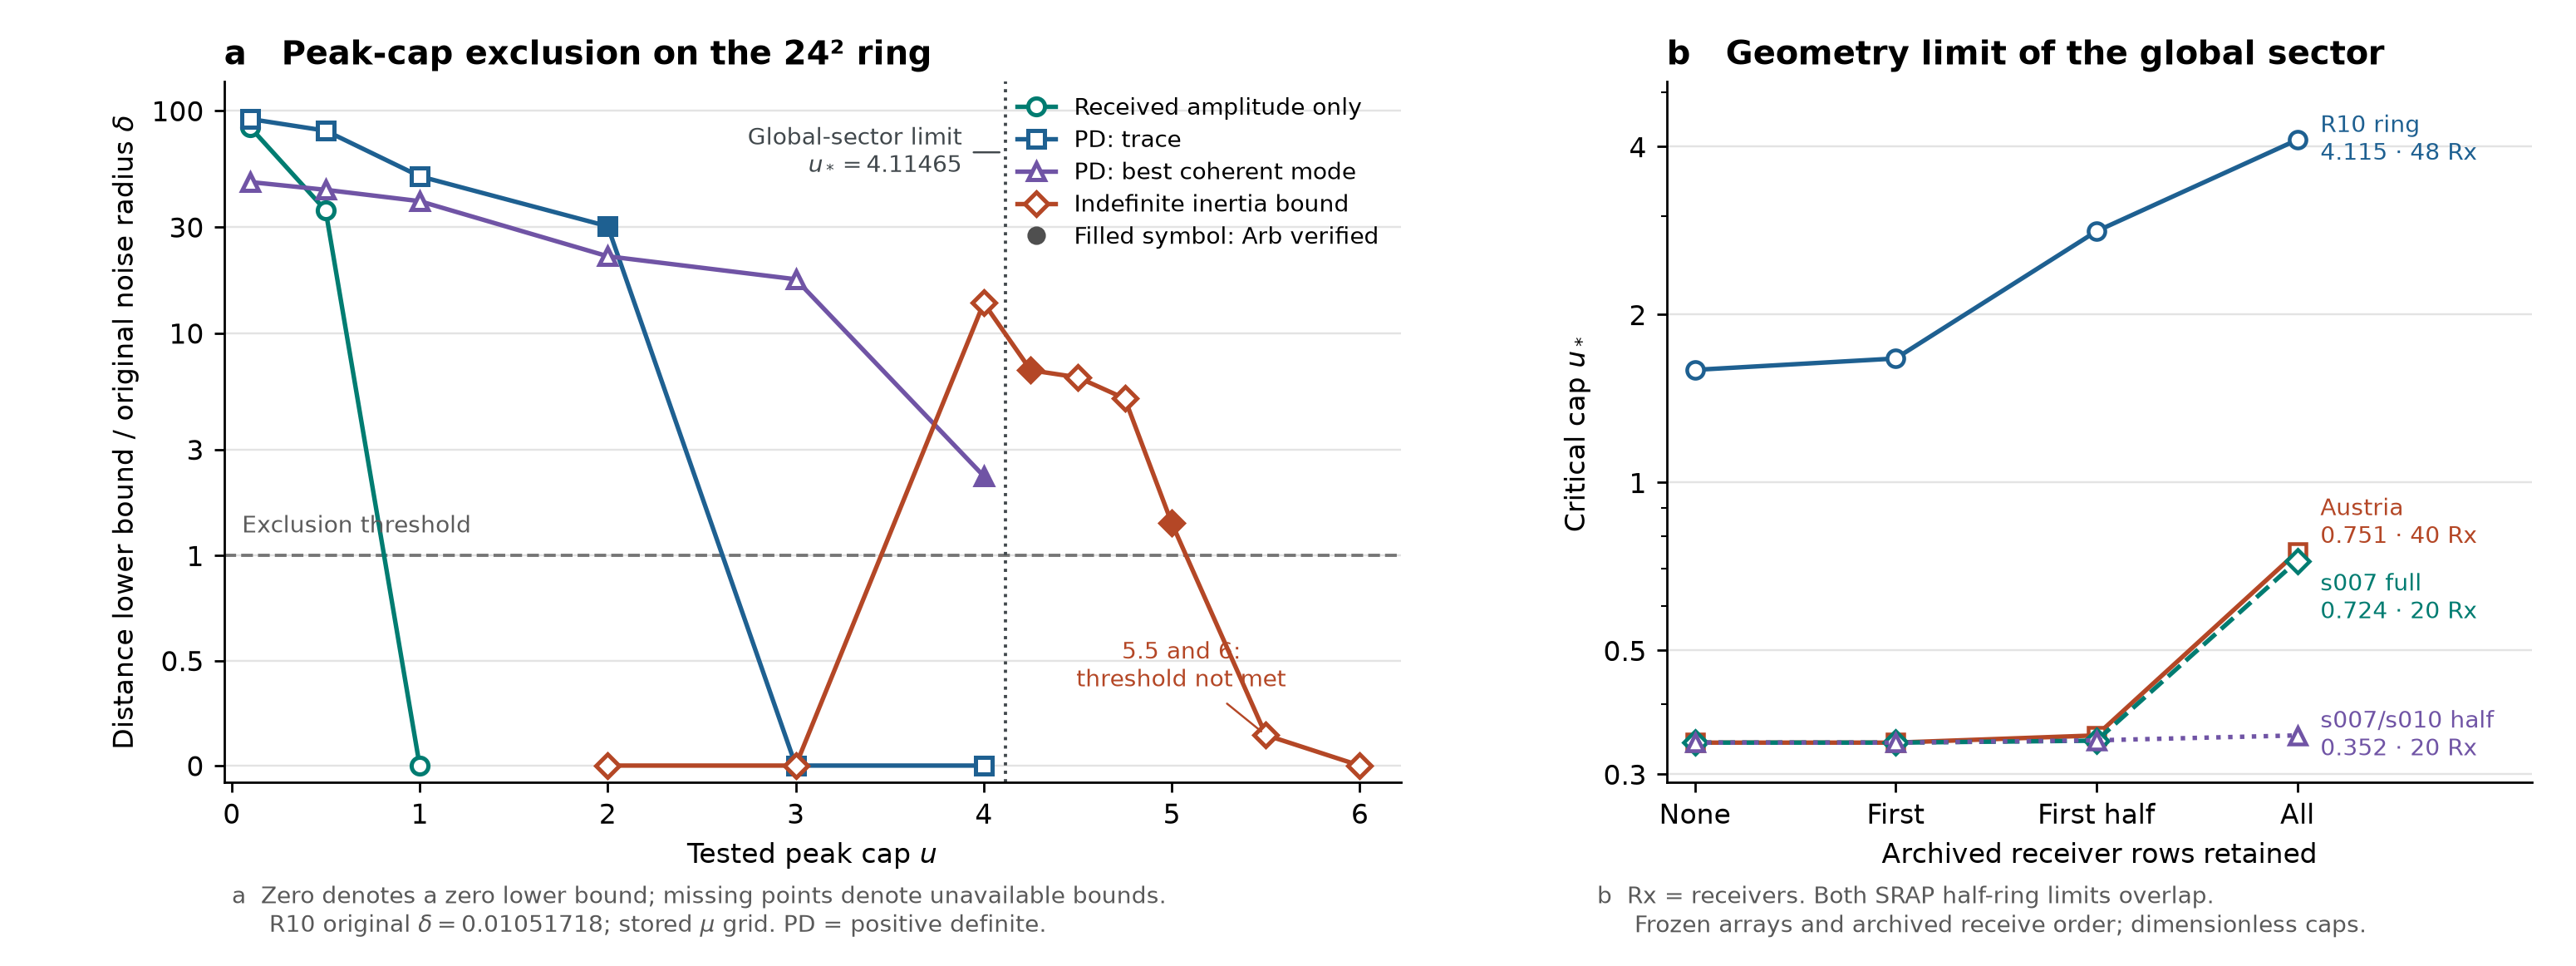 a Peak-cap exclusion on the 24² ring
Distance lower bound / original noise radius δ
100
30
10
3
1
0.5
0
Global-sector limit
u* = 4.11465
Received amplitude only
PD: trace
PD: best coherent mode
Indefinite inertia bound
Filled symbol: Arb verified
Exclusion threshold
5.5 and 6:
threshold not met
0 1 2 3 4 5 6
Tested peak cap u
a Zero denotes a zero lower bound; missing points denote unavailable bounds.
R10 original δ = 0.01051718; stored μ grid. PD = positive definite.
b Geometry limit of the global sector
Critical cap u*
4
2
1
0.5
0.3
R10 ring
4.115 · 48 Rx
Austria
0.751 · 40 Rx
s007 full
0.724 · 20 Rx
s007/s010 half
0.352 · 20 Rx
None First First half All
Archived receiver rows retained
b Rx = receivers. Both SRAP half-ring limits overlap.
Frozen arrays and archived receive order; dimensionless caps.